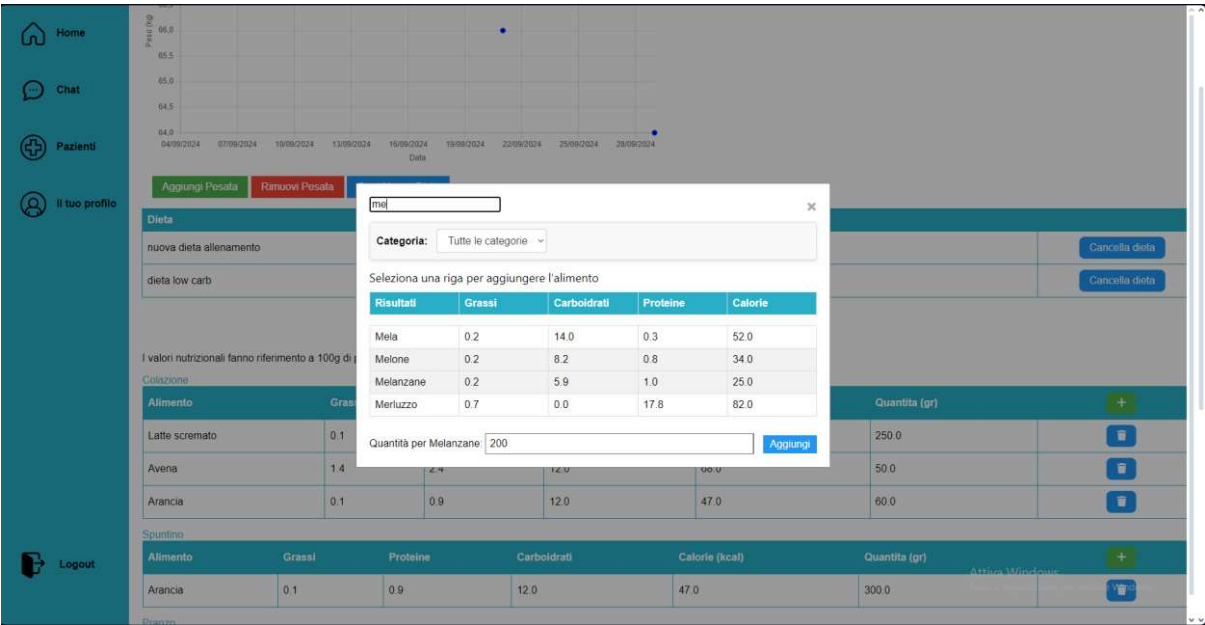 Home
Chat
Pazienti
Il tuo profilo
Logout
Peso (kg)
66,0
65,5
65,0
64,5
64,0
04/09/2024 07/09/2024 10/09/2024 13/09/2024 16/09/2024 19/09/2024 22/09/2024 25/09/2024 28/09/2024
Data
Aggiungi Pesata Rimuovi Pesata
Dieta
nuova dieta allenamento Cancella dieta
dieta low carb Cancella dieta
me
×
Categoria: Tutte le categorie
Seleziona una riga per aggiungere l'alimento
Risultati Grassi Carboidrati Proteine Calorie
Mela 0.2 14.0 0.3 52.0
Melone 0.2 8.2 0.8 34.0
Melanzane 0.2 5.9 1.0 25.0
Merluzzo 0.7 0.0 17.8 82.0
Quantità per Melanzane: 200 Aggiungi
I valori nutrizionali fanno riferimento a 100g di
Colazione
Alimento Quantita (gr) +
Latte scremato 0.1 250.0
Avena 1.4 2.4 12.0 68.0 50.0
Arancia 0.1 0.9 12.0 47.0 60.0
Spuntino
Alimento Grassi Proteine Carboidrati Calorie (kcal) Quantita (gr) +
Arancia 0.1 0.9 12.0 47.0 300.0
Pranzo
Attiva Windows